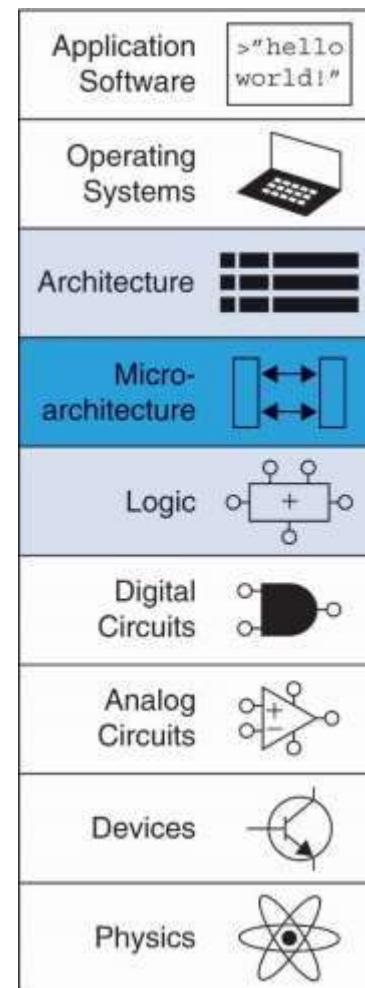 Application
Software
>"hello
world!"
Operating
Systems
Architecture
Micro-
architecture
Logic
+
Digital
Circuits
Analog
Circuits
+
−
Devices
Physics